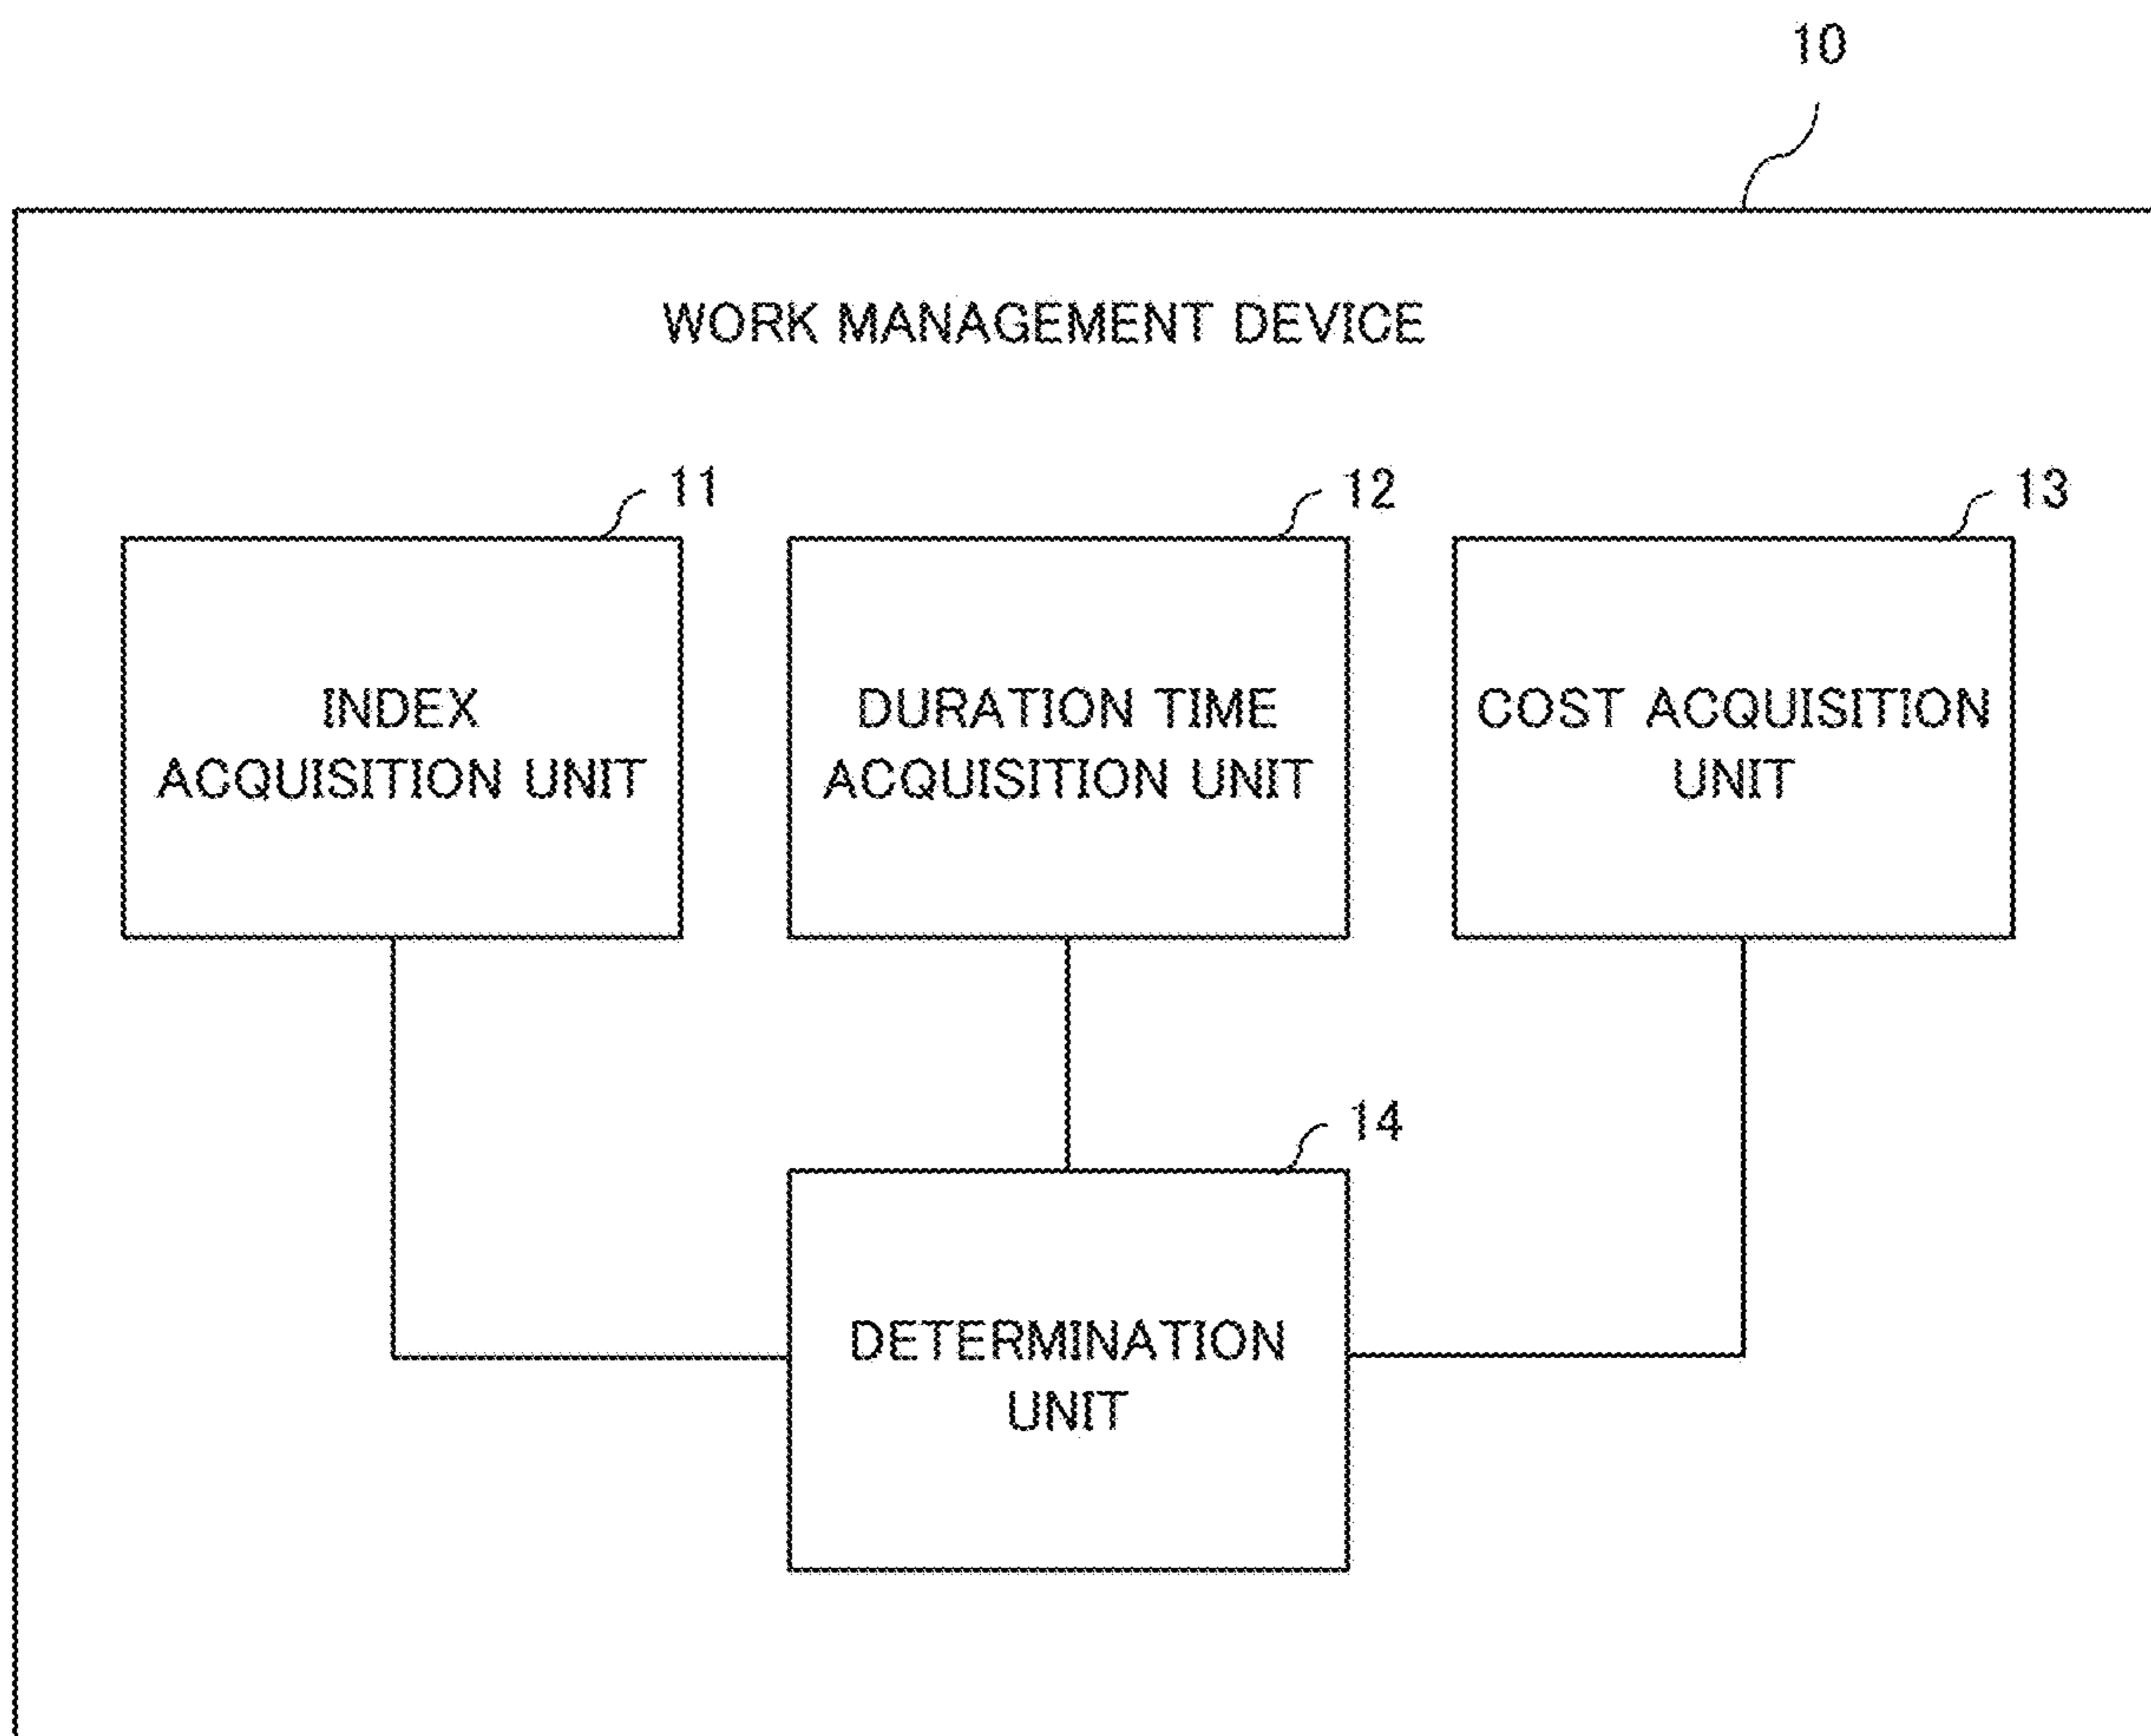 10
WORK MANAGEMENT DEVICE
11
12
13
INDEX
ACQUISITION UNIT
DURATION TIME
ACQUISITION UNIT
COST ACQUISITION
UNIT
14
DETERMINATION
UNIT